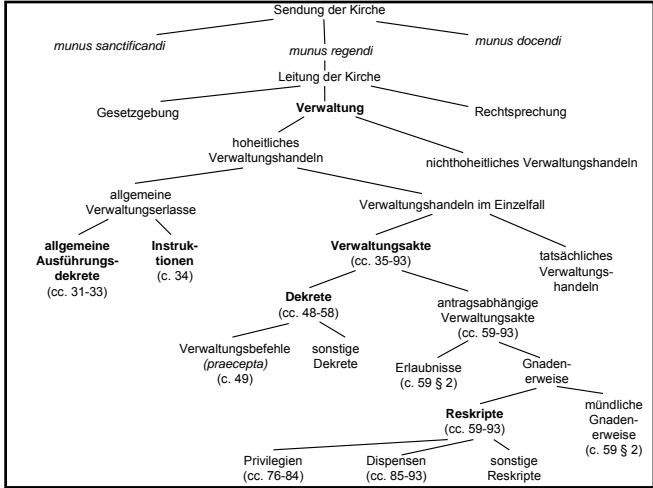 Sendung der Kirche
munus sanctificandi
munus regendi
munus docendi
Leitung der Kirche
Gesetzgebung
Verwaltung
Rechtsprechung
hoheitliches
Verwaltungshandeln
nichthoheitliches Verwaltungshandeln
allgemeine
Verwaltungserlasse
Verwaltungshandeln im Einzelfall
allgemeine
Ausführungs-
dekrete
(cc. 31-33)
Instruk-
tionen
(c. 34)
Verwaltungsakte
(cc. 35-93)
tatsächliches
Verwaltungs-
handeln
Dekrete
(cc. 48-58)
antragsabhängige
Verwaltungsakte
(cc. 59-93)
Verwaltungsbefehle
(praecepta)
(c. 49)
sonstige
Dekrete
Erlaubnisse
(c. 59 § 2)
Gnaden-
erweise
Reskripte
(cc. 59-93)
mündliche
Gnaden-
erweise
(c. 59 § 2)
Privilegien
(cc. 76-84)
Dispensen
(cc. 85-93)
sonstige
Reskripte